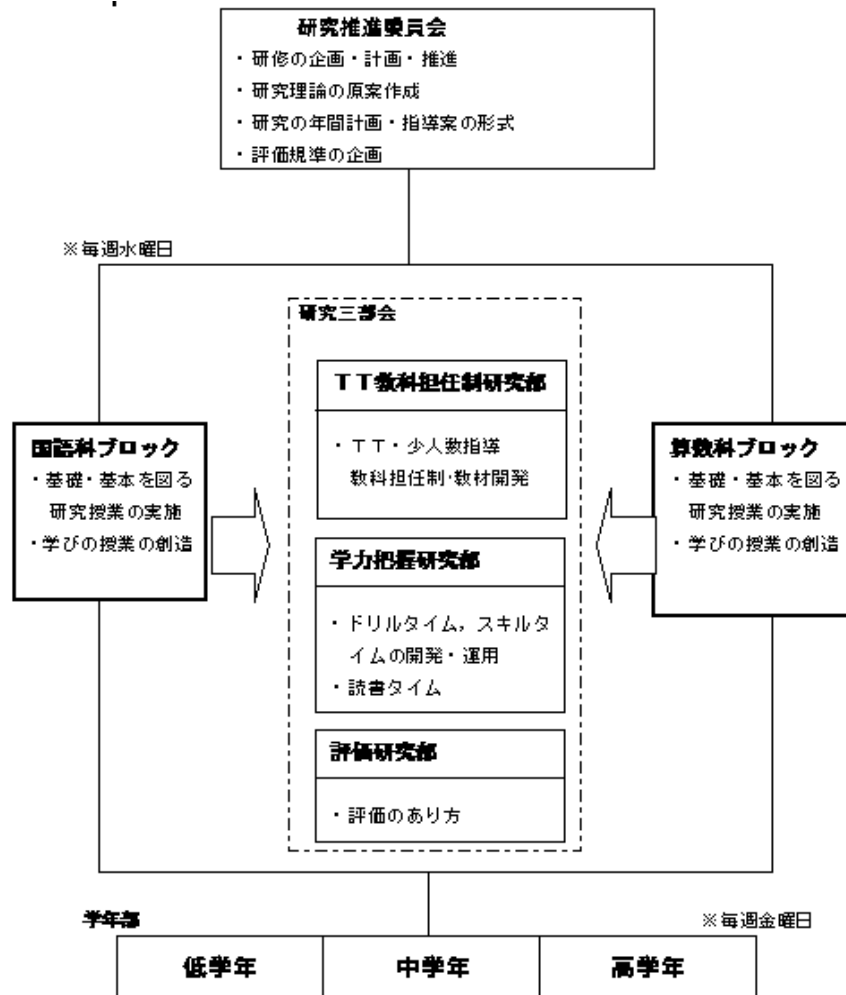 研究推進委員会
・研修の企画・計画・推進
・研究理論の原案作成
・研究の年間計画・指導案の形式
・評価規準の企画
※毎週水曜日
研究三部会
ＴＴ教科担任制研究部
・ＴＴ・少人数指導
教科担任制・教材開発
国語科ブロック
・基礎・基本を図る
研究授業の実施
・学びの授業の創造
算数科ブロック
・基礎・基本を図る
研究授業の実施
・学びの授業の創造
学力把握研究部
・ドリルタイム，スキルタ
イムの開発・運用
・読書タイム
評価研究部
・評価のあり方
学年部
※毎週金曜日
低学年
中学年
高学年